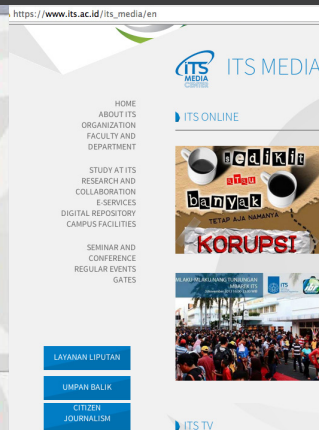 https://www.its.ac.id/its_media/en
ITS
MEDIA
CENTER
ITS MEDIA
HOME
ABOUT ITS
ORGANIZATION
FACULTY AND
DEPARTMENT
STUDY AT ITS
RESEARCH AND
COLLABORATION
E-SERVICES
DIGITAL REPOSITORY
CAMPUS FACILITIES
SEMINAR AND
CONFERENCE
REGULAR EVENTS
GATES
LAYANAN LIPUTAN
UMPAN BALIK
CITIZEN
JOURNALISM
ITS ONLINE
sedikit
atau
banyak
TETAP AJA NAMANYA
KORUPSI
ITS
ITS TV